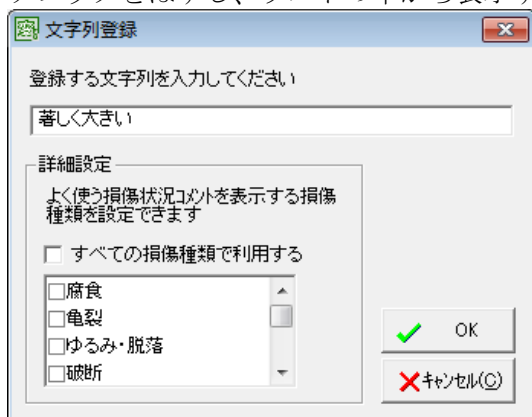 文字列登録
登録する文字列を入力してください
著しく大きい
詳細設定
よく使う損傷状況コメントを表示する損傷
種類を設定できます
すべての損傷種類で利用する
腐食
亀裂
ゆるみ・脱落
破断
OK
キャンセル(C)